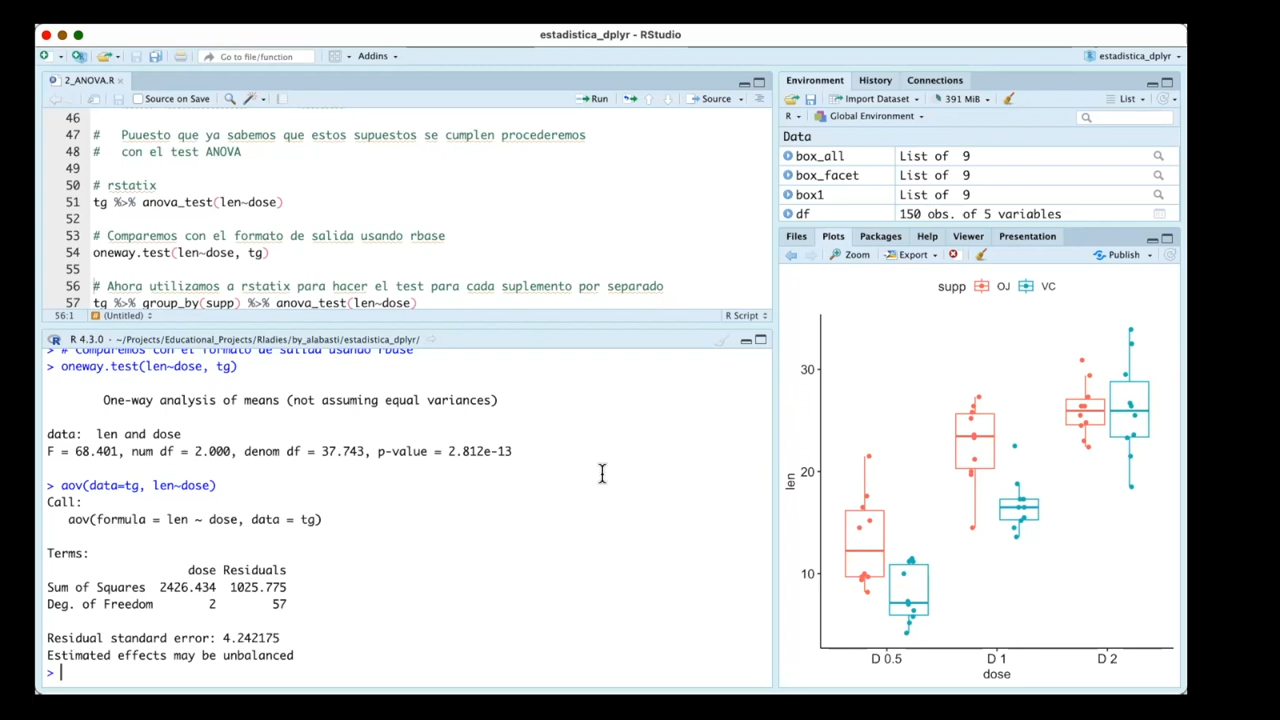 estadistica_dplyr - RStudio
Go to file/function
Addins
estadistica_dplyr
2_ANOVA.R
Source on Save
Run
Source
46
47 #   Puuesto que ya sabemos que estos supuestos se cumplen procederemos
48 #   con el test ANOVA
49
50 # rstatix
51 tg %>% anova_test(len~dose)
52
53 # Comparemos con el formato de salida usando rbase
54 oneway.test(len~dose, tg)
55
56 # Ahora utilizamos a rstatix para hacer el test para cada suplemento por separado
57 tg %>% group_by(supp) %>% anova_test(len~dose)
56:1 (Untitled) R Script
R 4.3.0 · ~/Projects/Educational_Projects/Rladies/by_alabasti/estadistica_dplyr/
> # Comparemos con el formato de salida usando rbase
> oneway.test(len~dose, tg)
One-way analysis of means (not assuming equal variances)
data:  len and dose
F = 68.401, num df = 2.000, denom df = 37.743, p-value = 2.812e-13
> aov(data=tg, len~dose)
Call:
aov(formula = len ~ dose, data = tg)
Terms:
dose Residuals
Sum of Squares  2426.434  1025.775
Deg. of Freedom        2        57
Residual standard error: 4.242175
Estimated effects may be unbalanced
>
Environment History Connections
Import Dataset 391 MiB List
R Global Environment
Data
box_all List of  9
box_facet List of  9
box1 List of  9
df 150 obs. of 5 variables
Files Plots Packages Help Viewer Presentation
Zoom Export Publish
supp OJ VC
30
20
10
len
D 0.5 D 1 D 2
dose